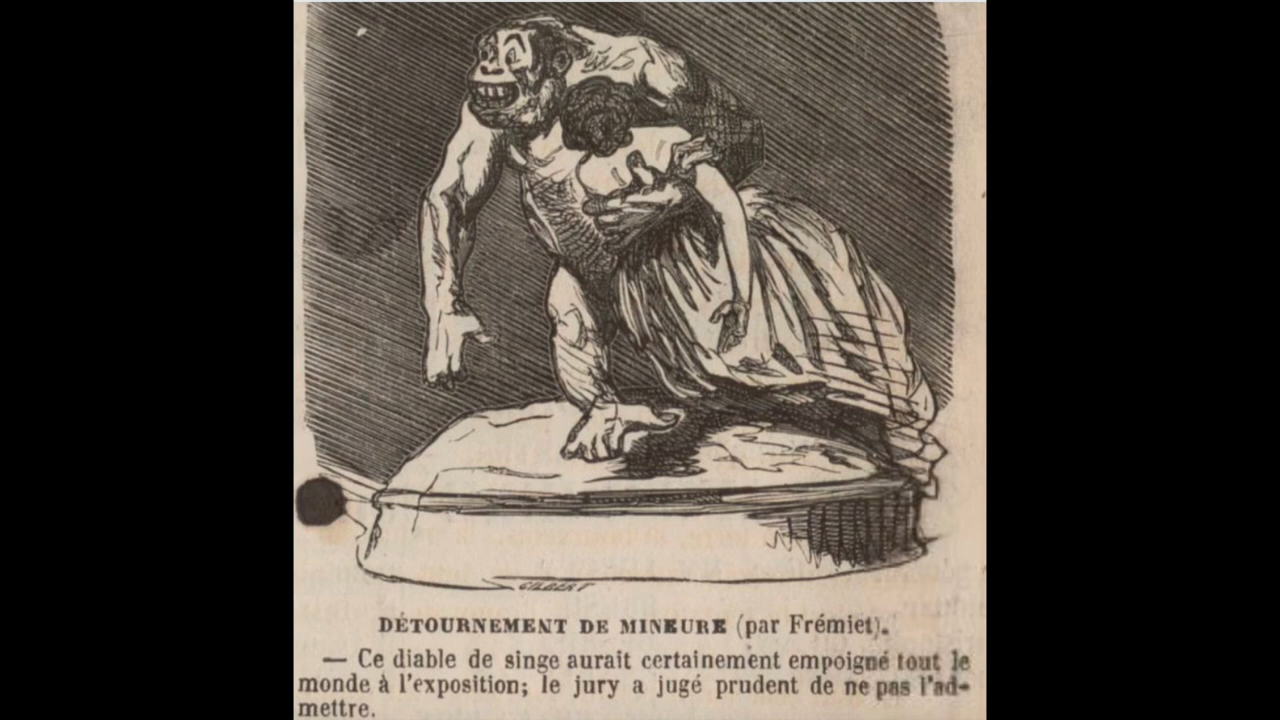 GILBERT
DÉTOURNEMENT DE MINEURE (par Frémiet).
— Ce diable de singe aurait certainement empoigné tout le
monde à l'exposition; le jury a jugé prudent de ne pas l'ad-
mettre.